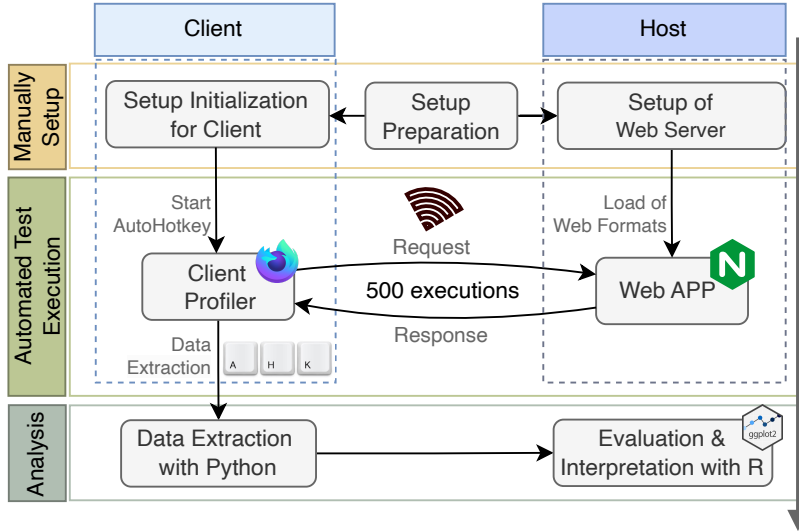 Client
Host
Manually
Setup
Setup Initialization
for Client
Setup
Preparation
Setup of
Web Server
Automated Test
Execution
Start
AutoHotkey
Load of
Web Formats
Request
Client
Profiler
500 executions
Web APP
N
Response
Data
Extraction
A
H
K
Analysis
Data Extraction
with Python
Evaluation &
Interpretation with R
ggplot2